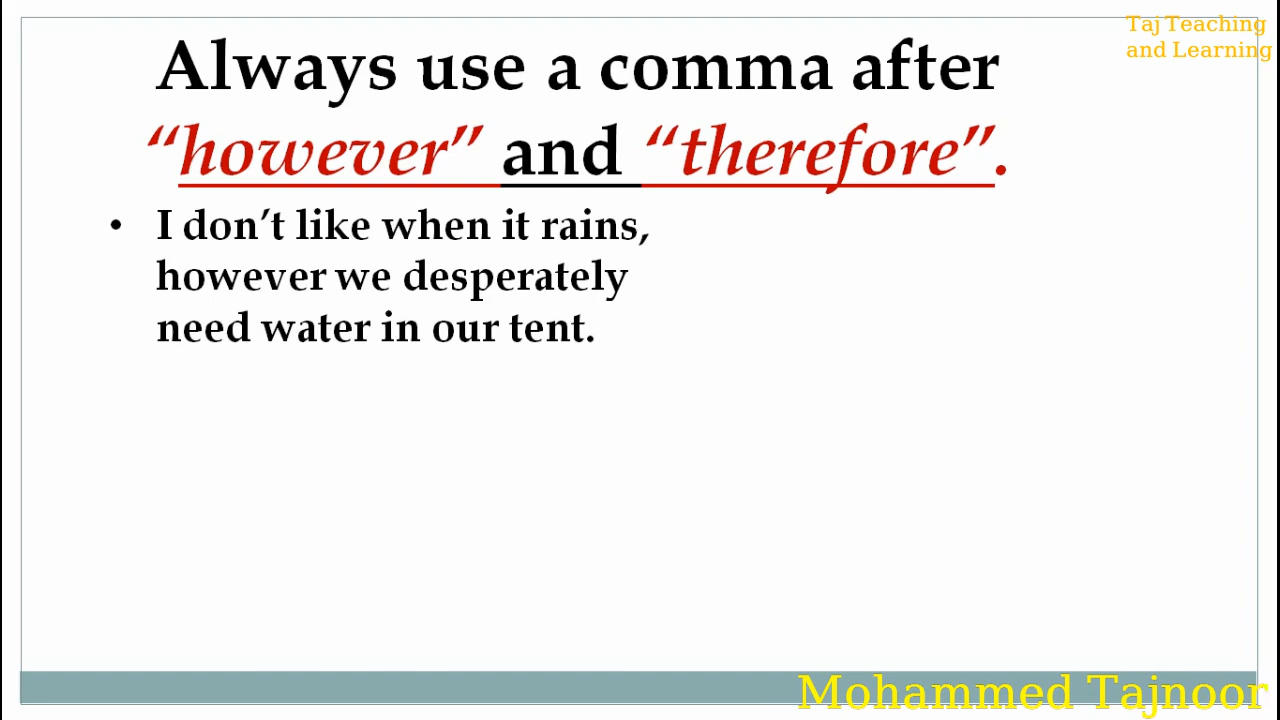 Taj Teaching
and Learning
Always use a comma after
“however” and “therefore”.
• I don’t like when it rains,
however we desperately
need water in our tent.
Mohammed Tajnoor